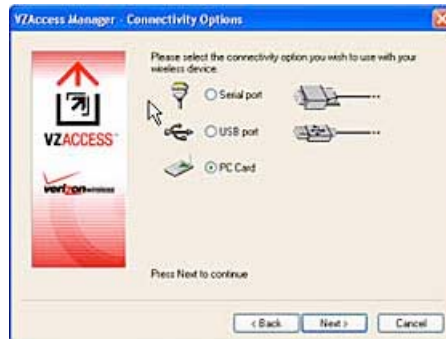 VZAccess Manager - Connectivity Options
Please select the connectivity option you wish to use with your
wireless device.
Serial port
USB port
PC Card
VZACCESS
verizonwireless
Press Next to continue
< Back
Next >
Cancel